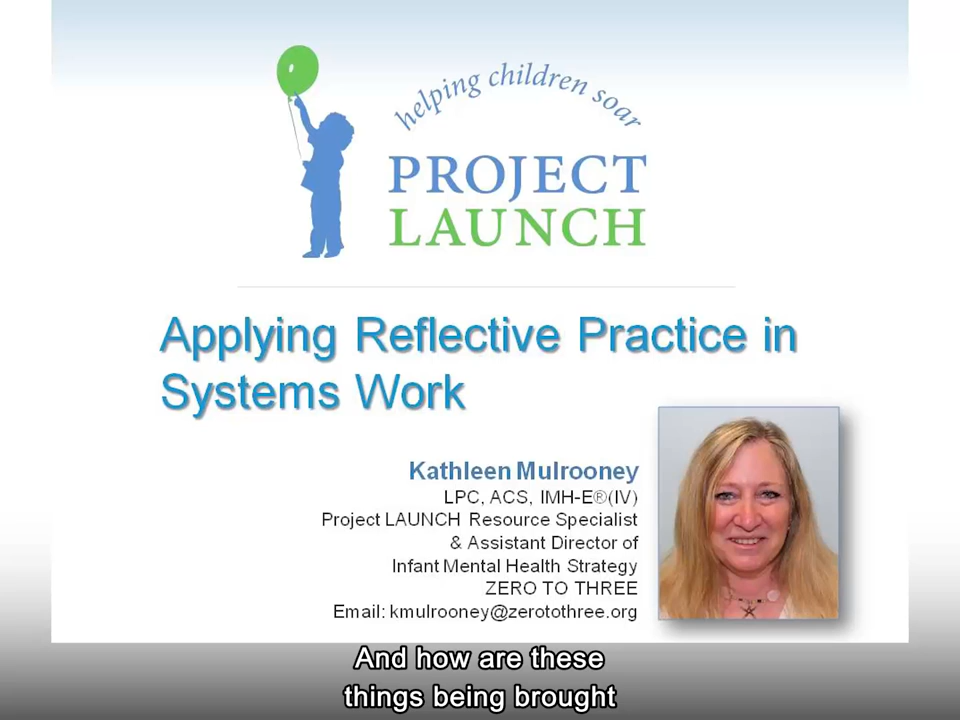 helping children soar
PROJECT
LAUNCH
Applying Reflective Practice in
Systems Work
Kathleen Mulrooney
LPC, ACS, IMH-E®(IV)
Project LAUNCH Resource Specialist
& Assistant Director of
Infant Mental Health Strategy
ZERO TO THREE
Email: kmulrooney@zerotothree.org
And how are these
things being brought